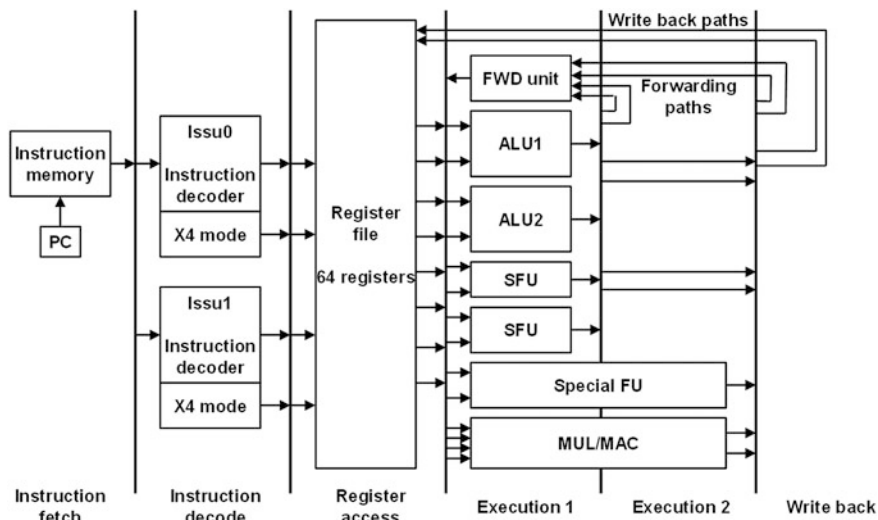 Write back paths
FWD unit
Forwarding
paths
Issu0
Instruction
decoder
X4 mode
Instruction
memory
PC
Register
file
64 registers
ALU1
ALU2
SFU
Issu1
Instruction
decoder
X4 mode
SFU
Special FU
MUL/MAC
Instruction
fetch
Instruction
decode
Register
access
Execution 1
Execution 2
Write back